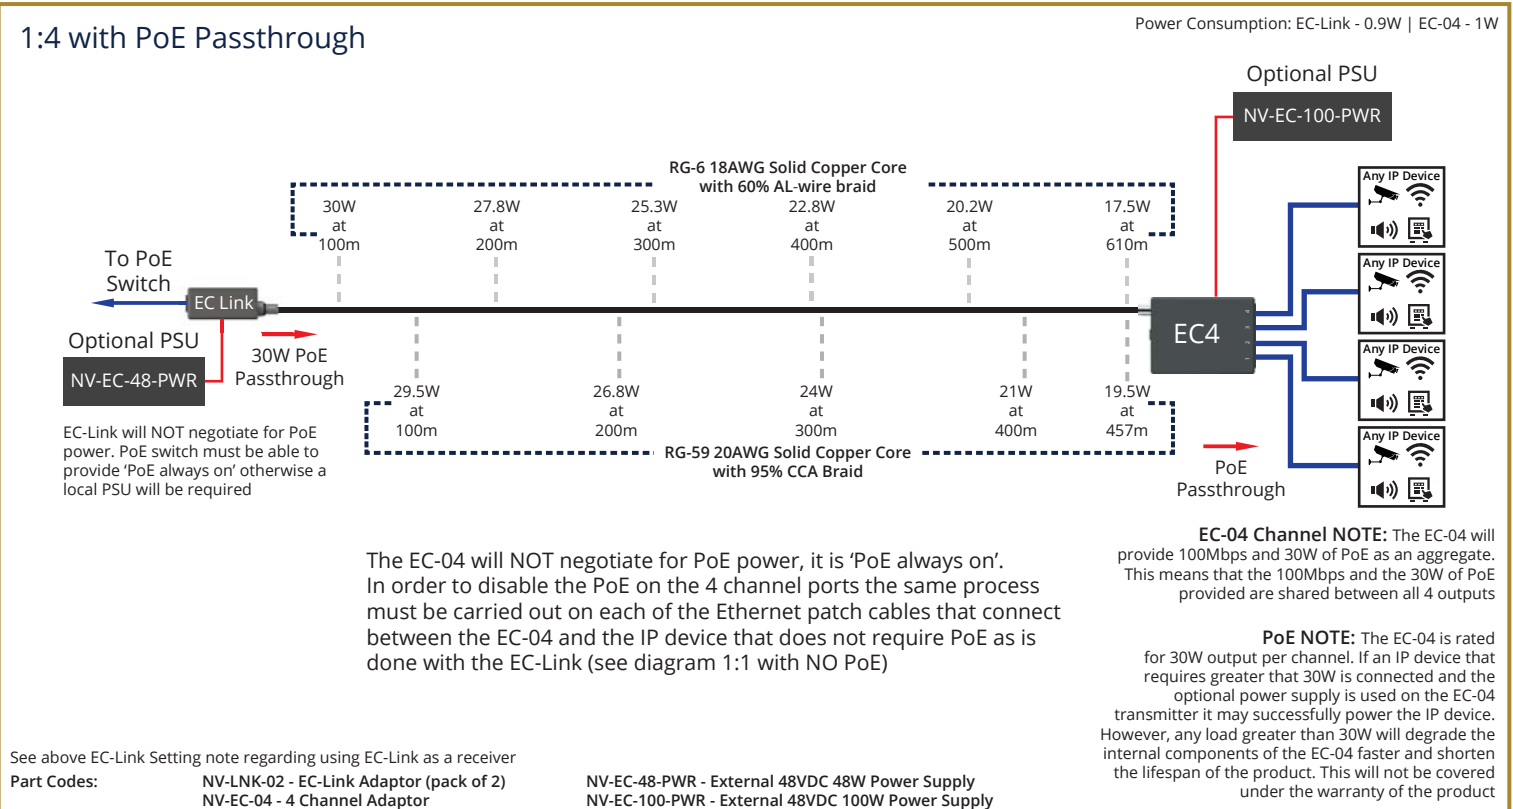 1:4 with PoE Passthrough
Power Consumption: EC-Link - 0.9W | EC-04 - 1W
Optional PSU
NV-EC-100-PWR
RG-6 18AWG Solid Copper Core
with 60% AL-wire braid
30W at 100m
27.8W at 200m
25.3W at 300m
22.8W at 400m
20.2W at 500m
17.5W at 610m
To PoE
Switch
EC Link
Optional PSU
NV-EC-48-PWR
30W PoE
Passthrough
EC-Link will NOT negotiate for PoE
power. PoE switch must be able to
provide ‘PoE always on’ otherwise a
local PSU will be required
29.5W at 100m
26.8W at 200m
24W at 300m
21W at 400m
19.5W at 457m
RG-59 20AWG Solid Copper Core
with 95% CCA Braid
EC4
4
3
2
1
Any IP Device
Any IP Device
Any IP Device
Any IP Device
PoE
Passthrough
The EC-04 will NOT negotiate for PoE power, it is ‘PoE always on’.
In order to disable the PoE on the 4 channel ports the same process
must be carried out on each of the Ethernet patch cables that connect
between the EC-04 and the IP device that does not require PoE as is
done with the EC-Link (see diagram 1:1 with NO PoE)
EC-04 Channel NOTE: The EC-04 will
provide 100Mbps and 30W of PoE as an aggregate.
This means that the 100Mbps and the 30W of PoE
provided are shared between all 4 outputs
PoE NOTE: The EC-04 is rated
for 30W output per channel. If an IP device that
requires greater that 30W is connected and the
optional power supply is used on the EC-04
transmitter it may successfully power the IP device.
However, any load greater than 30W will degrade the
internal components of the EC-04 faster and shorten
the lifespan of the product. This will not be covered
under the warranty of the product
See above EC-Link Setting note regarding using EC-Link as a receiver
Part Codes:
NV-LNK-02 - EC-Link Adaptor (pack of 2)
NV-EC-04 - 4 Channel Adaptor
NV-EC-48-PWR - External 48VDC 48W Power Supply
NV-EC-100-PWR - External 48VDC 100W Power Supply